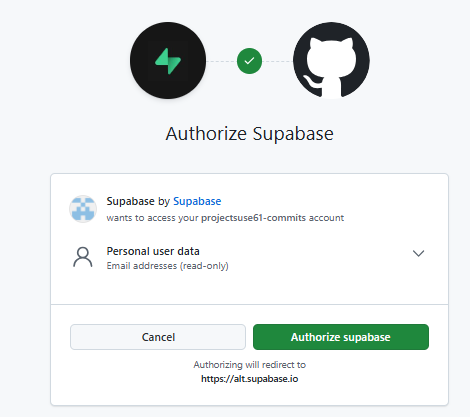 Authorize Supabase
Supabase by Supabase
wants to access your projectsuse61-commits account
Personal user data
Email addresses (read-only)
Cancel
Authorize supabase
Authorizing will redirect to
https://alt.supabase.io